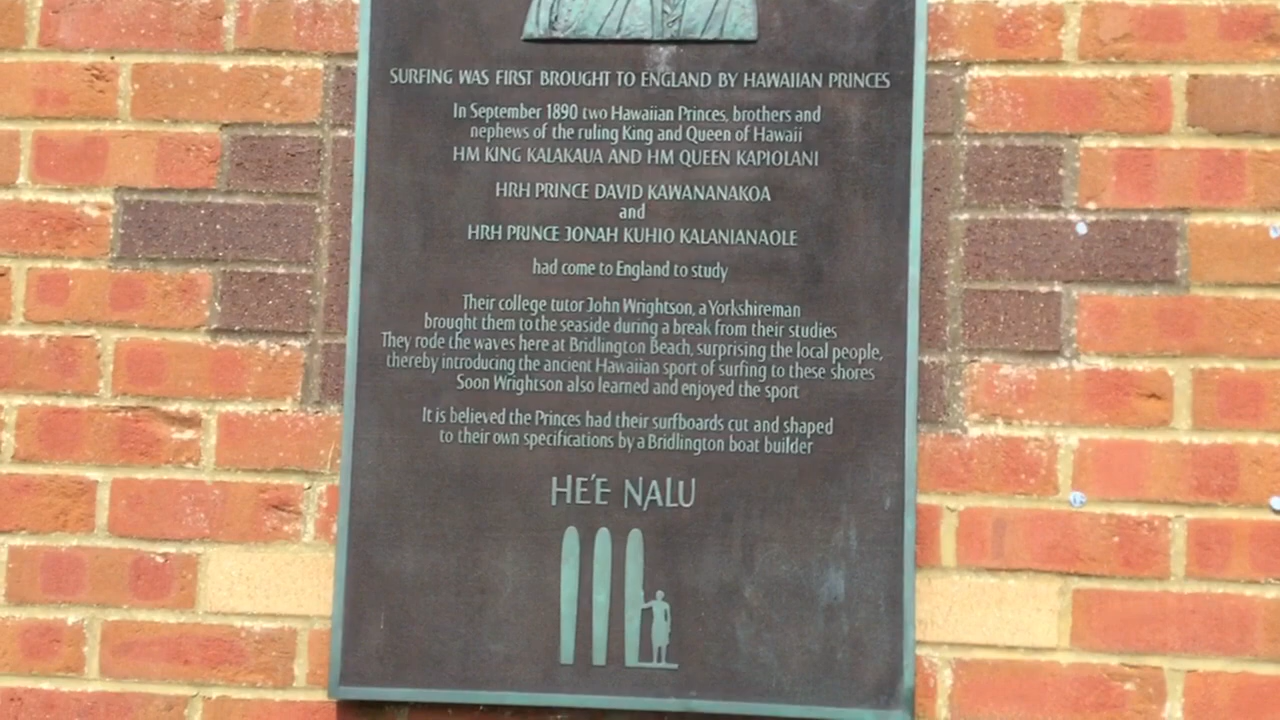 SURFING WAS FIRST BROUGHT TO ENGLAND BY HAWAIIAN PRINCES
In September 1890 two Hawaiian Princes, brothers and
nephews of the ruling King and Queen of Hawaii
HM KING KALAKAUA AND HM QUEEN KAPIOLANI
HRH PRINCE DAVID KAWANANAKOA
and
HRH PRINCE JONAH KUHIO KALANIANAOLE
had come to England to study
Their college tutor John Wrightson, a Yorkshireman
brought them to the seaside during a break from their studies
They rode the waves here at Bridlington Beach, surprising the local people,
thereby introducing the ancient Hawaiian sport of surfing to these shores
Soon Wrightson also learned and enjoyed the sport
It is believed the Princes had their surfboards cut and shaped
to their own specifications by a Bridlington boat builder
HE'E NALU